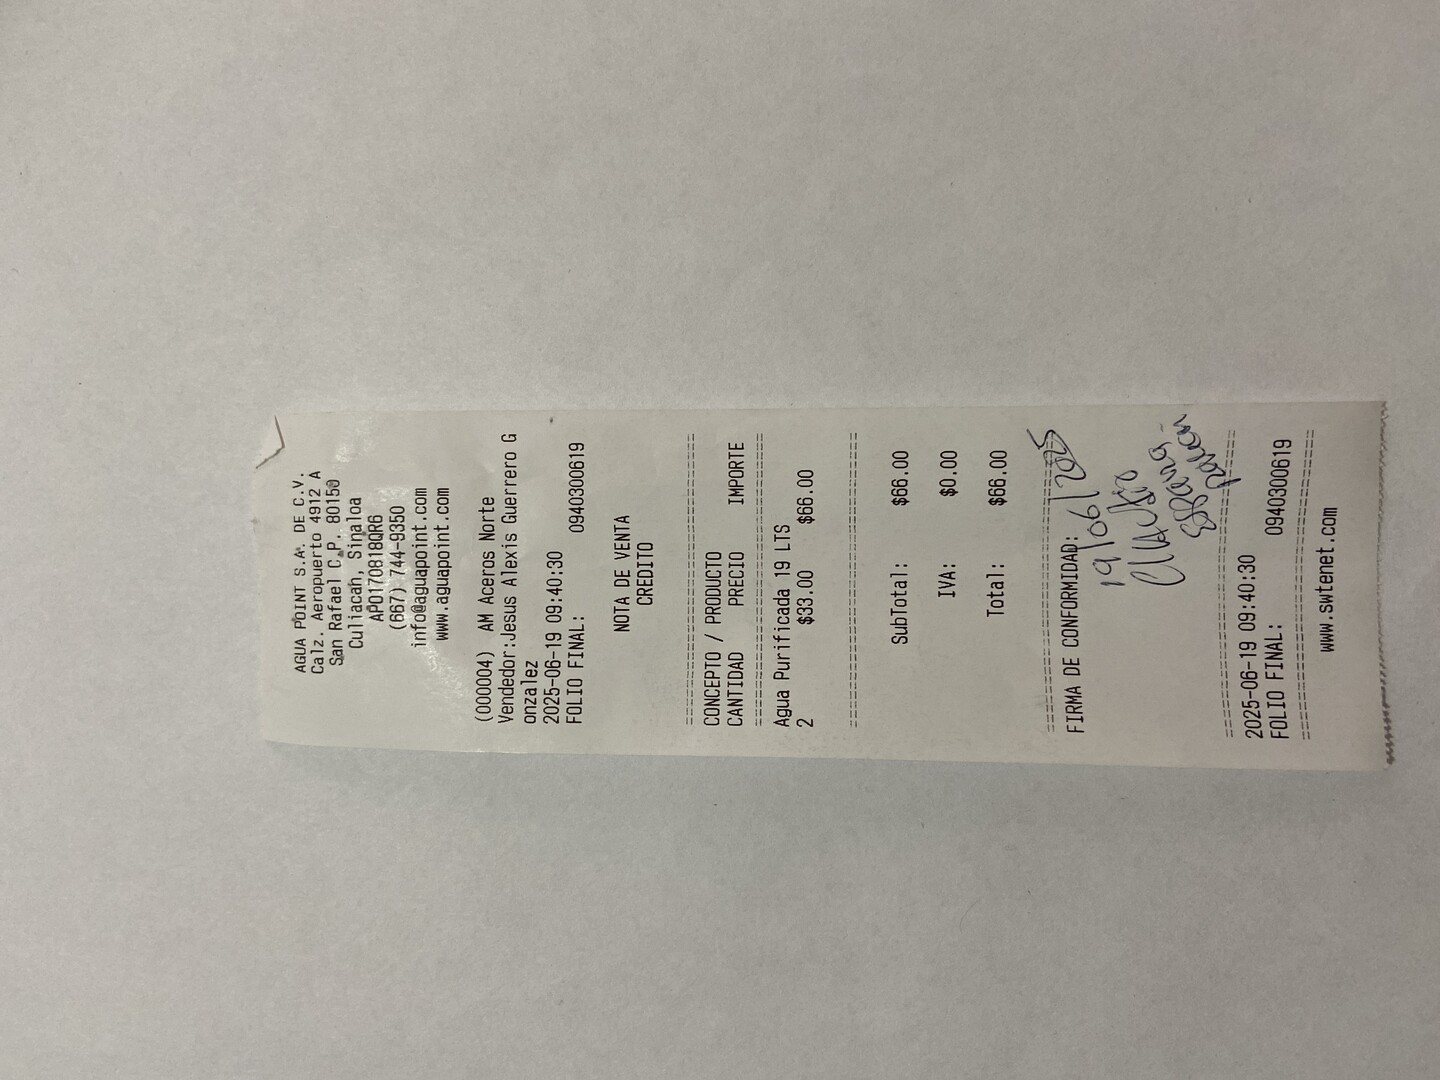 AGUA POINT S.A. DE C.V.
Calz. Aeropuerto 4912 A
San Rafael C.P. 80150
Culiacán, Sinaloa
APO170818QR6
(667) 744-9350
info@aguapoint.com
www.aguapoint.com
(000004) AM Aceros Norte
Vendedor:Jesus Alexis Guerrero G
onzalez
2025-06-19 09:40:30
FOLIO FINAL: 0940300619
NOTA DE VENTA
CREDITO
CONCEPTO / PRODUCTO
CANTIDAD PRECIO IMPORTE
Agua Purificada 19 LTS
2 $33.00 $66.00
SubTotal: $66.00
IVA: $0.00
Total: $66.00
FIRMA DE CONFORMIDAD:
19/06/2025
Claudia
2025-06-19 09:40:30
FOLIO FINAL: 0940300619
www.swtenet.com